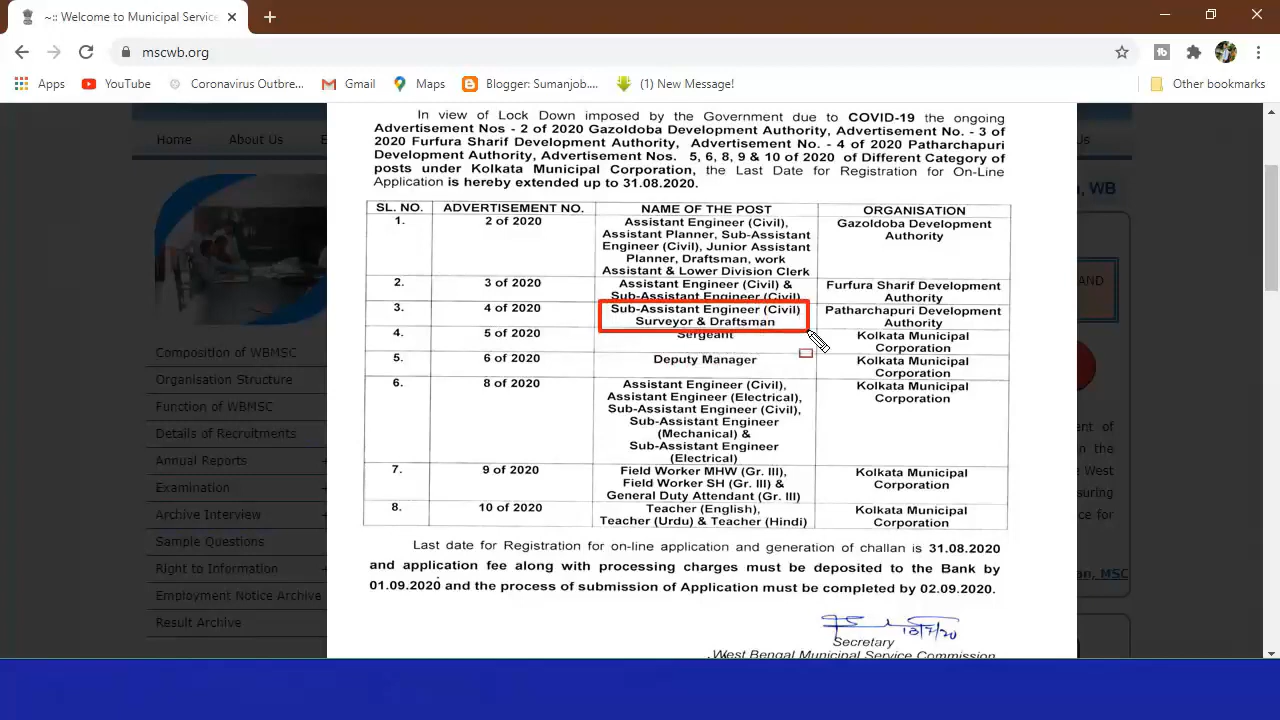 ~:: Welcome to Municipal Service
mscwb.org
Apps
YouTube
Coronavirus Outbre...
Gmail
Maps
Blogger: Sumanjob....
(1) New Message!
Other bookmarks
Home
About Us
In view of Lock Down imposed by the Government due to COVID-19 the ongoing
Advertisement Nos - 2 of 2020 Gazoldoba Development Authority, Advertisement No. - 3 of
2020 Furfura Sharif Development Authority, Advertisement No. - 4 of 2020 Patharchapuri
Development Authority, Advertisement Nos. 5, 6, 8, 9 & 10 of 2020 of Different Category of
posts under Kolkata Municipal Corporation, the Last Date for Registration for On-Line
Application is hereby extended up to 31.08.2020.
SL. NO. ADVERTISEMENT NO. NAME OF THE POST ORGANISATION
1. 2 of 2020 Assistant Engineer (Civil), Gazoldoba Development
Assistant Planner, Sub-Assistant Authority
Engineer (Civil), Junior Assistant
Planner, Draftsman, work
Assistant & Lower Division Clerk
2. 3 of 2020 Assistant Engineer (Civil) & Furfura Sharif Development
Sub-Assistant Engineer (Civil) Authority
3. 4 of 2020 Sub-Assistant Engineer (Civil) Patharchapuri Development
Surveyor & Draftsman Authority
4. 5 of 2020 Sergeant Kolkata Municipal
Corporation
5. 6 of 2020 Deputy Manager Kolkata Municipal
Corporation
6. 8 of 2020 Assistant Engineer (Civil), Kolkata Municipal
Assistant Engineer (Electrical), Corporation
Sub-Assistant Engineer (Civil),
Sub-Assistant Engineer
(Mechanical) &
Sub-Assistant Engineer
(Electrical)
7. 9 of 2020 Field Worker MHW (Gr. III), Kolkata Municipal
Field Worker SH (Gr. III) & Corporation
General Duty Attendant (Gr. III)
8. 10 of 2020 Teacher (English), Kolkata Municipal
Teacher (Urdu) & Teacher (Hindi) Corporation
Last date for Registration for on-line application and generation of challan is 31.08.2020
and application fee along with processing charges must be deposited to the Bank by
01.09.2020 and the process of submission of Application must be completed by 02.09.2020.
13/7/20
Secretary
West Bengal Municipal Service Commission
Composition of WBMSC
Organisation Structure
Function of WBMSC
Details of Recruitments
Annual Reports
Examination
Archive Interview
Sample Questions
Right to Information
Employment Notice Archive
Result Archive
, WB
AND
ent of
n the
West
suring
ce for
an, MSC